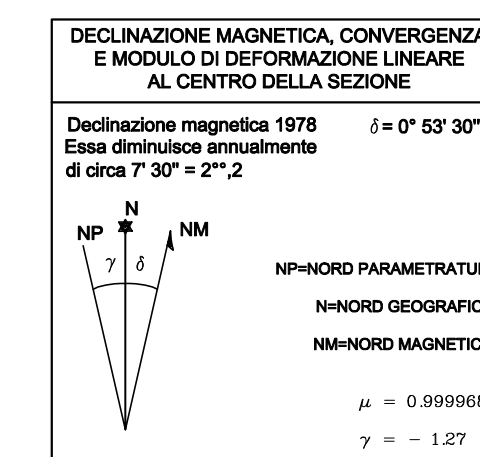 DECLINAZIONE MAGNETICA, CONVERGENZA
E MODULO DI DEFORMAZIONE LINEARE
AL CENTRO DELLA SEZIONE
Declinazione magnetica 1978 δ = 0° 53' 30"
Essa diminuisce annualmente
di circa 7' 30" = 2°°,2
N
NP NM
γ δ
NP=NORD PARAMETRATU
N=NORD GEOGRAFIC
NM=NORD MAGNETIC
μ = 0.999968
γ = - 1.27